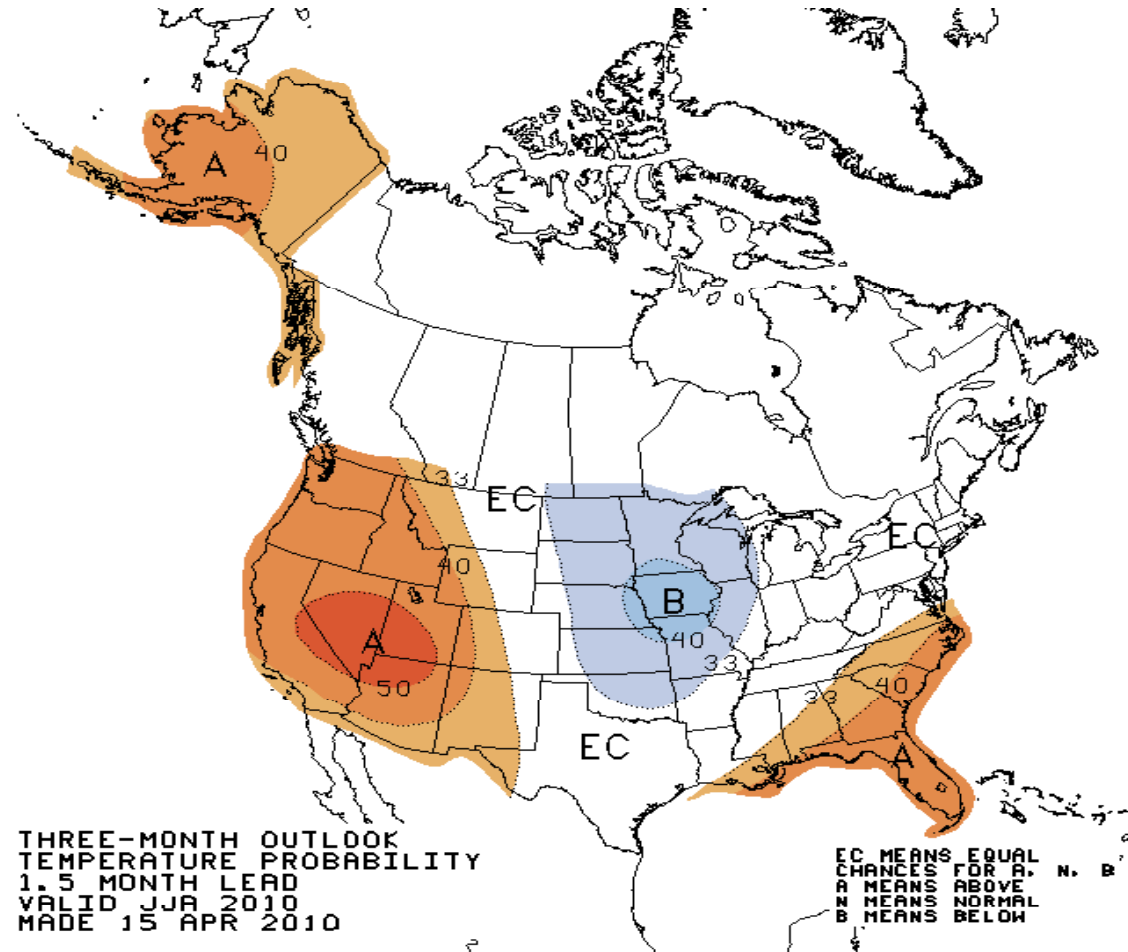 A
40
33
EC
EC
40
B
A
40
33
50
33
40
EC
A
THREE-MONTH OUTLOOK
TEMPERATURE PROBABILITY
1.5 MONTH LEAD
VALID JJA 2010
MADE 15 APR 2010
EC MEANS EQUAL
CHANCES FOR A, N, B
A MEANS ABOVE
N MEANS NORMAL
B MEANS BELOW